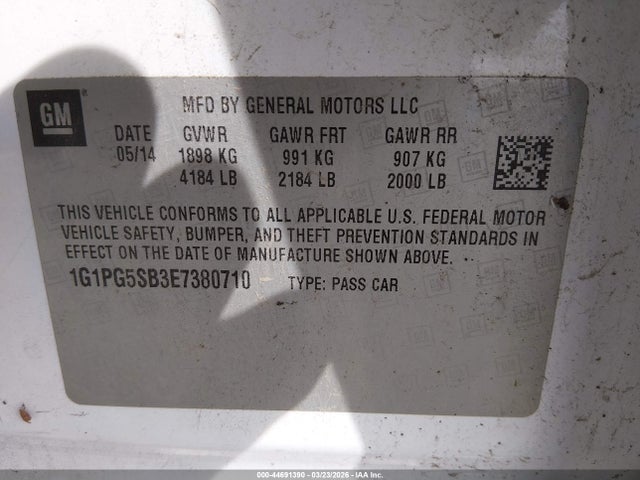 GM
MFD BY GENERAL MOTORS LLC
DATE GVWR GAWR FRT GAWR RR
05/14 1898 KG 991 KG 907 KG
4184 LB 2184 LB 2000 LB
THIS VEHICLE CONFORMS TO ALL APPLICABLE U.S. FEDERAL MOTOR
VEHICLE SAFETY, BUMPER, AND THEFT PREVENTION STANDARDS IN
EFFECT ON THE DATE OF MANUFACTURE SHOWN ABOVE.
1G1PG5SB3E7380710 TYPE: PASS CAR
000-44691390 - 03/23/2026 - IAA Inc.